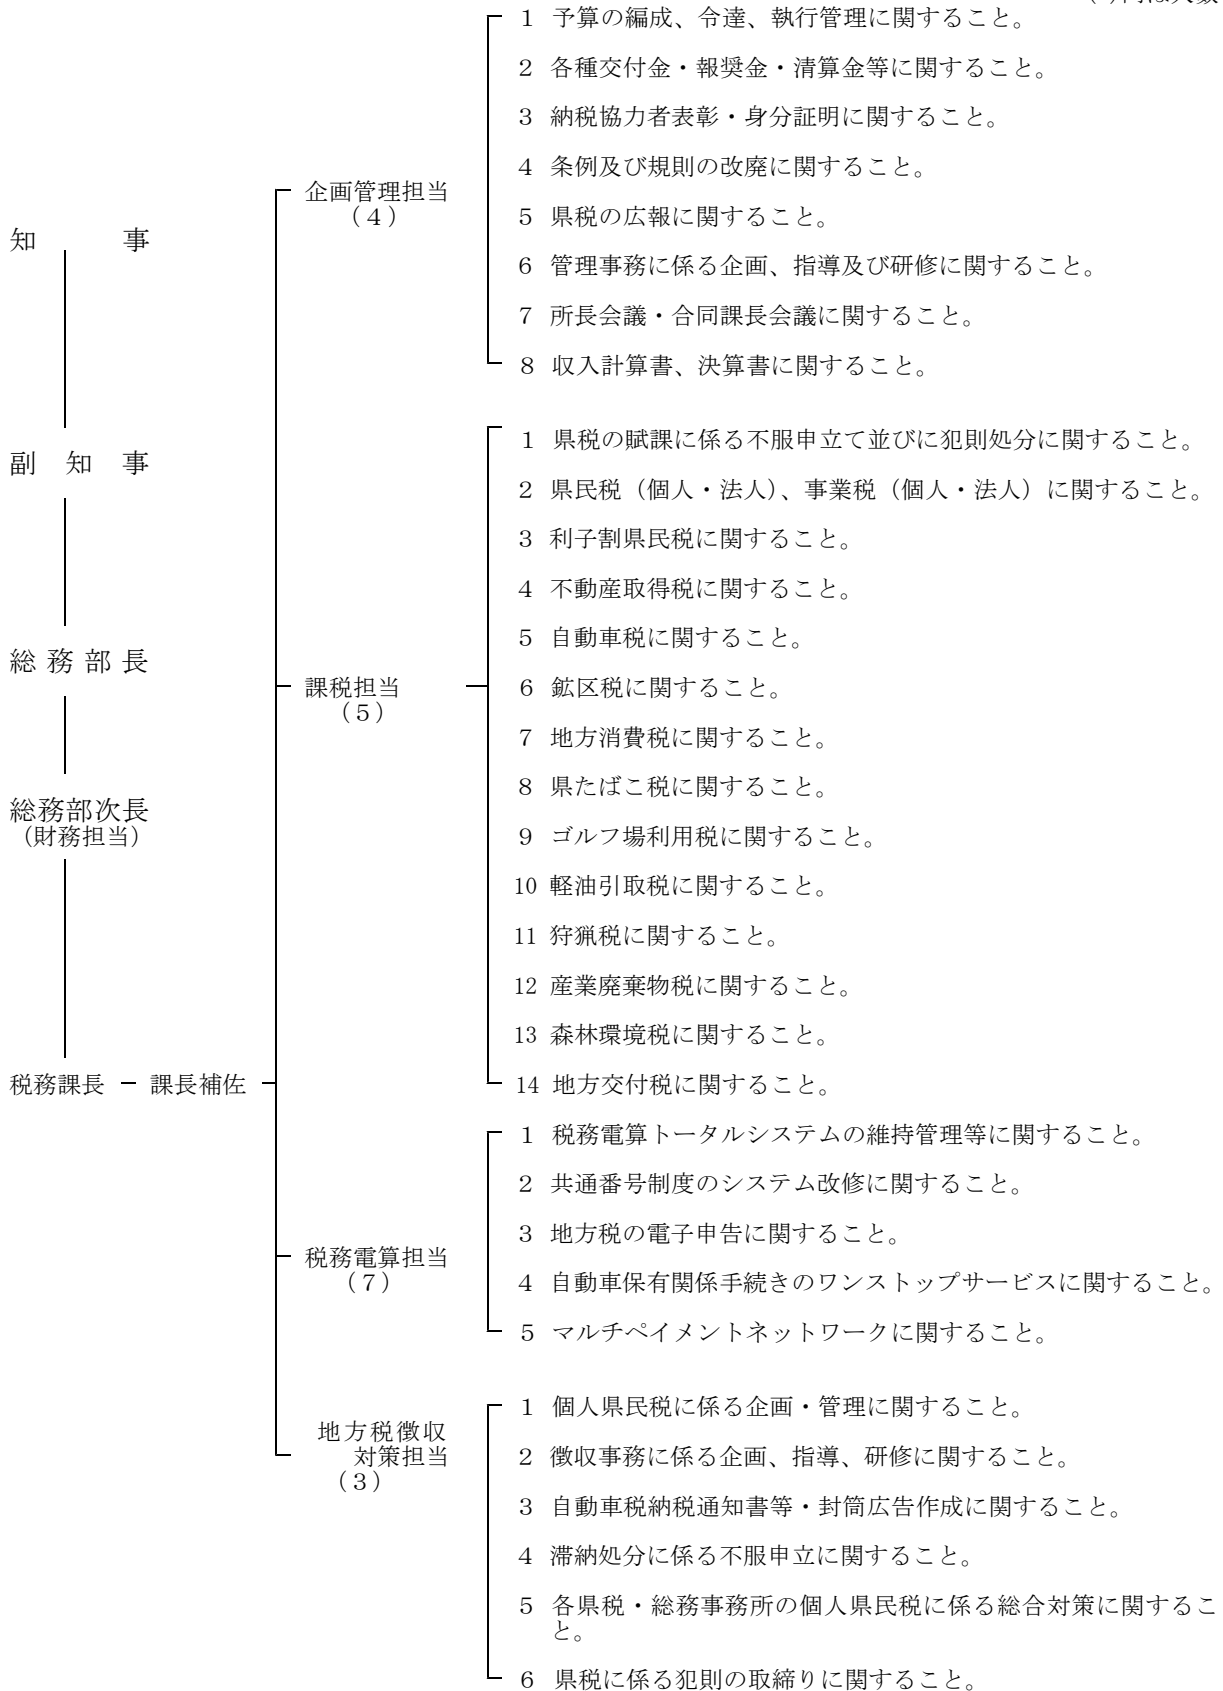 知事
副知事
総務部長
総務部次長
(財務担当)
税務課長
課長補佐
企画管理担当
(4)
1 予算の編成、令達、執行管理に関すること。
2 各種交付金・報奨金・清算金等に関すること。
3 納税協力者表彰・身分証明に関すること。
4 条例及び規則の改廃に関すること。
5 県税の広報に関すること。
6 管理事務に係る企画、指導及び研修に関すること。
7 所長会議・合同課長会議に関すること。
8 収入計算書、決算書に関すること。
課税担当
(5)
1 県税の賦課に係る不服申立て並びに犯則処分に関すること。
2 県民税(個人・法人)、事業税(個人・法人)に関すること。
3 利子割県民税に関すること。
4 不動産取得税に関すること。
5 自動車税に関すること。
6 鉱区税に関すること。
7 地方消費税に関すること。
8 県たばこ税に関すること。
9 ゴルフ場利用税に関すること。
10 軽油引取税に関すること。
11 狩猟税に関すること。
12 産業廃棄物税に関すること。
13 森林環境税に関すること。
14 地方交付税に関すること。
税務電算担当
(7)
1 税務電算トータルシステムの維持管理等に関すること。
2 共通番号制度のシステム改修に関すること。
3 地方税の電子申告に関すること。
4 自動車保有関係手続きのワンストップサービスに関すること。
5 マルチペイメントネットワークに関すること。
地方税徴収
対策担当
(3)
1 個人県民税に係る企画・管理に関すること。
2 徴収事務に係る企画、指導、研修に関すること。
3 自動車税納税通知書等・封筒広告作成に関すること。
4 滞納処分に係る不服申立に関すること。
5 各県税・総務事務所の個人県民税に係る総合対策に関するこ
と。
6 県税に係る犯則の取締りに関すること。